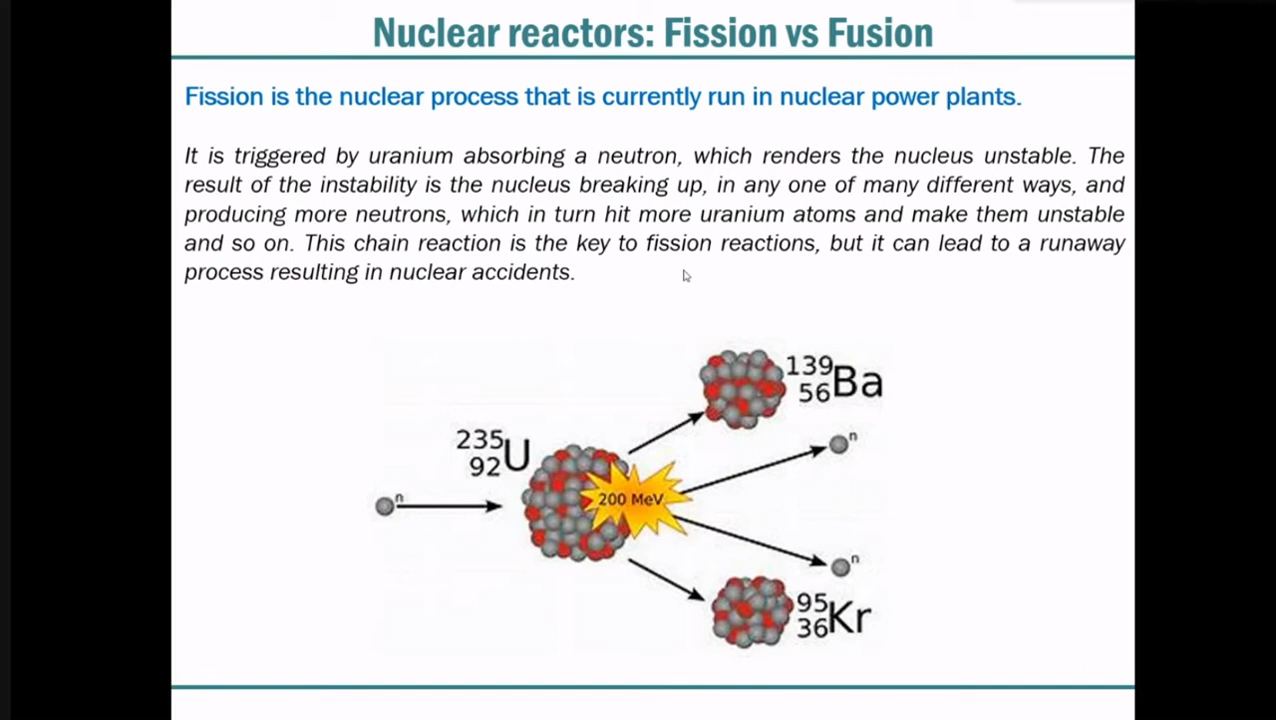 Nuclear reactors: Fission vs Fusion
Fission is the nuclear process that is currently run in nuclear power plants.
It is triggered by uranium absorbing a neutron, which renders the nucleus unstable. The
result of the instability is the nucleus breaking up, in any one of many different ways, and
producing more neutrons, which in turn hit more uranium atoms and make them unstable
and so on. This chain reaction is the key to fission reactions, but it can lead to a runaway
process resulting in nuclear accidents.
139
56Ba
n
235
92U
n
200 MeV
n
95
36Kr